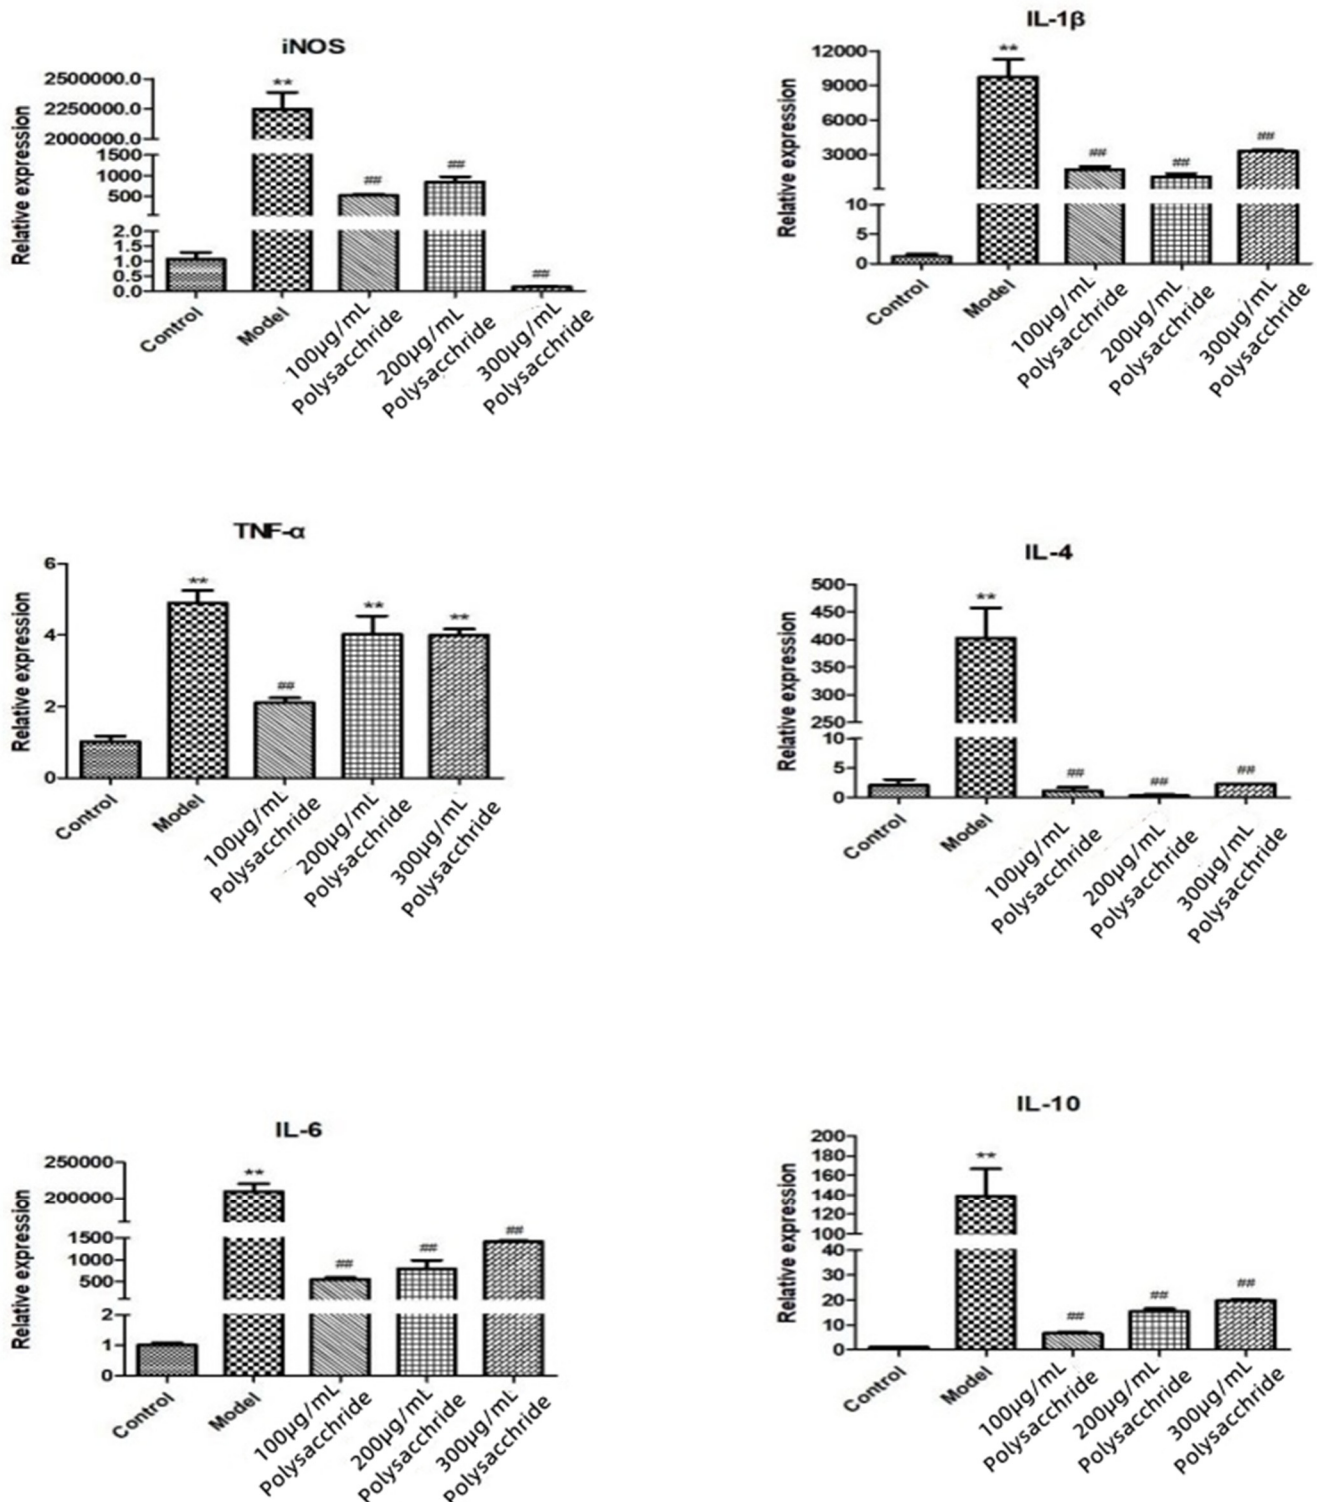 iNOS
Relative expression
2500000.0
2250000.0
2000000.0
1500
1000
500
2.0
1.5
1.0
0.5
0.0
**
##
##
##
Control
Model
100μg/mL
Polysacchride
200μg/mL
Polysacchride
300μg/mL
Polysacchride
IL-1β
Relative expression
12000
9000
6000
3000
10
5
0
**
##
##
##
Control
Model
100μg/mL
Polysacchride
200μg/mL
Polysacchride
300μg/mL
Polysacchride
TNF-α
Relative expression
6
4
2
0
**
##
**
**
Control
Model
100μg/mL
Polysacchride
200μg/mL
Polysacchride
300μg/mL
Polysacchride
IL-4
Relative expression
500
450
400
350
300
250
10
5
0
**
##
##
##
Control
Model
100μg/mL
Polysacchride
200μg/mL
Polysacchride
300μg/mL
Polysacchride
IL-6
Relative expression
250000
200000
1500
1000
500
2
1
0
**
##
##
##
Control
Model
100μg/mL
Polysacchride
200μg/mL
Polysacchride
300μg/mL
Polysacchride
IL-10
Relative expression
200
180
160
140
120
100
40
30
20
10
0
**
##
##
##
Control
Model
100μg/mL
Polysacchride
200μg/mL
Polysacchride
300μg/mL
Polysacchride